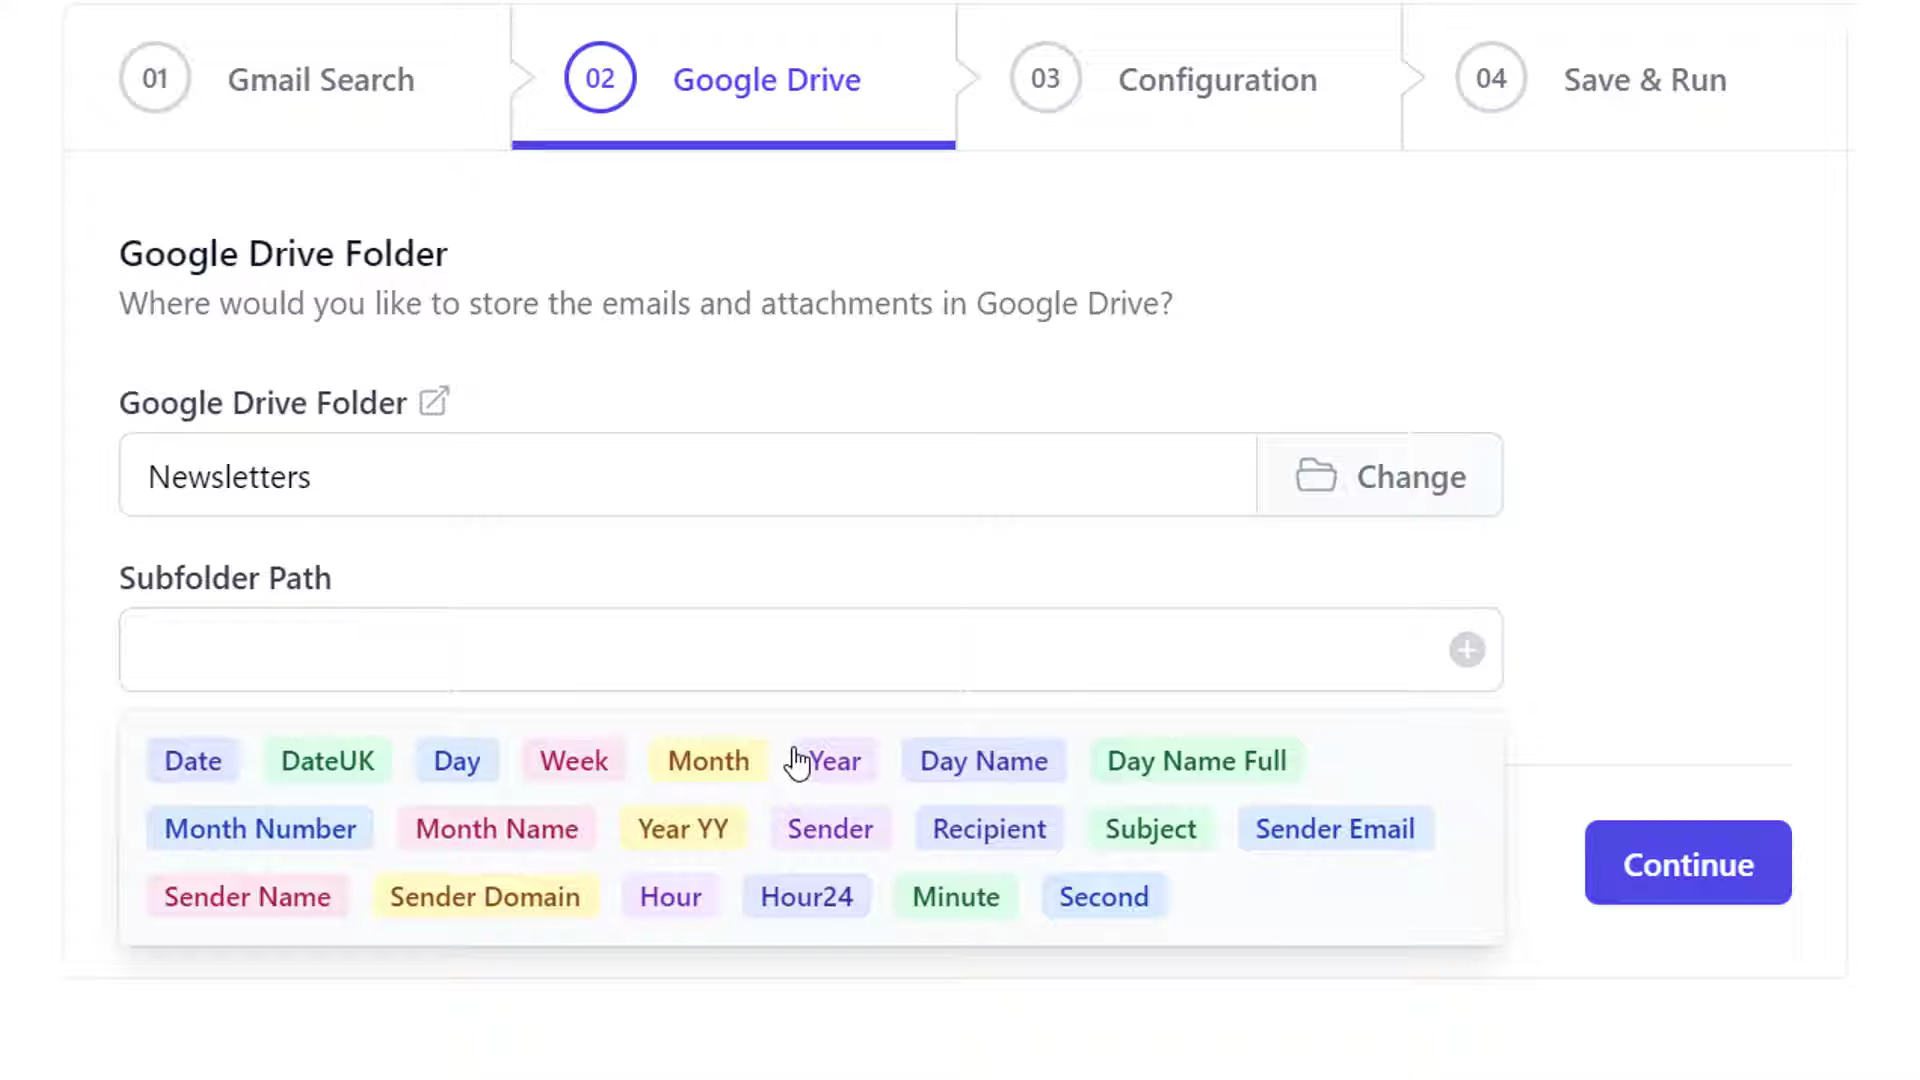 01 Gmail Search 02 Google Drive 03 Configuration 04 Save & Run
Google Drive Folder
Where would you like to store the emails and attachments in Google Drive?
Google Drive Folder
Newsletters Change
Subfolder Path
Date DateUK Day Week Month Year Day Name Day Name Full
Month Number Month Name Year YY Sender Recipient Subject Sender Email
Sender Name Sender Domain Hour Hour24 Minute Second
Continue